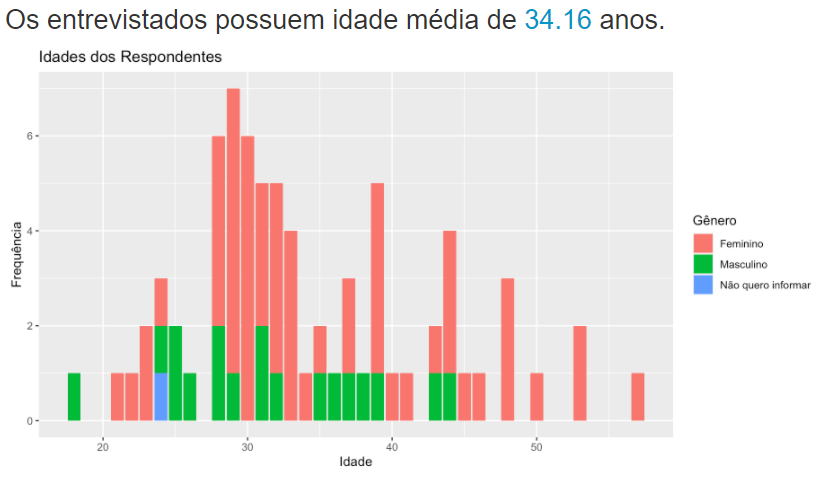 Os entrevistados possuem idade média de 34.16 anos.
Idades dos Respondentes
6
4
2
0
Frequência
20 30 40 50
Idade
Gênero
Feminino
Masculino
Não quero informar